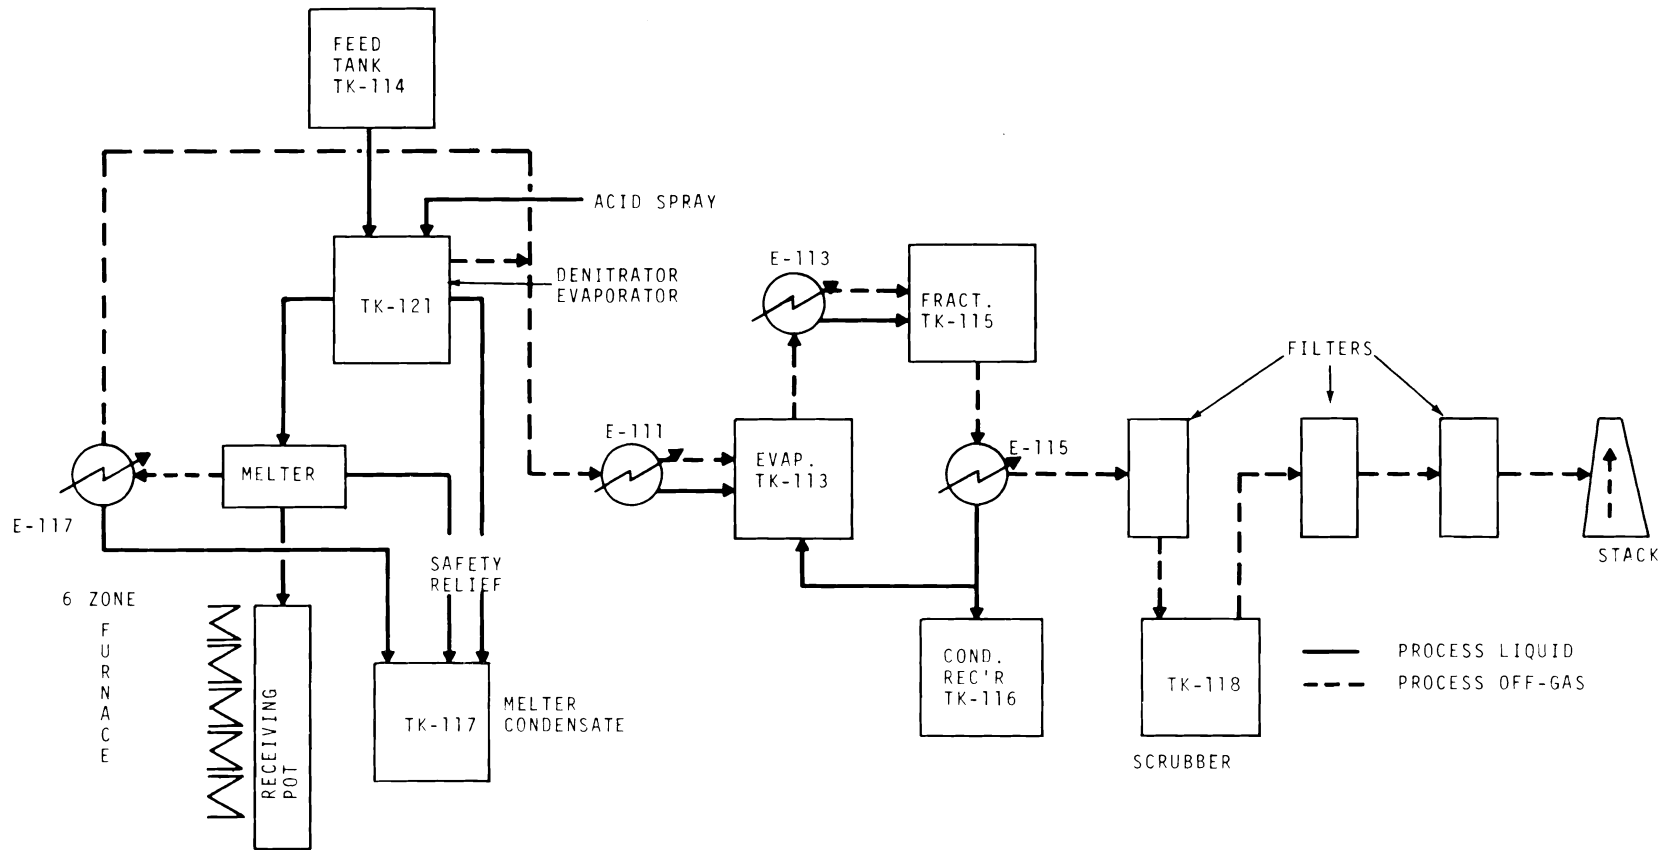 FEED
TANK
TK-114
ACID SPRAY
DENITRATOR
EVAPORATOR
TK-121
E-113
FRACT.
TK-115
FILTERS
E-111
E-115
EVAP.
TK-113
MELTER
E-117
STACK
SAFETY
RELIEF
6 ZONE
FURNACE
RECEIVING
POT
TK-117
MELTER
CONDENSATE
COND.
REC'R
TK-116
TK-118
SCRUBBER
PROCESS LIQUID
PROCESS OFF-GAS